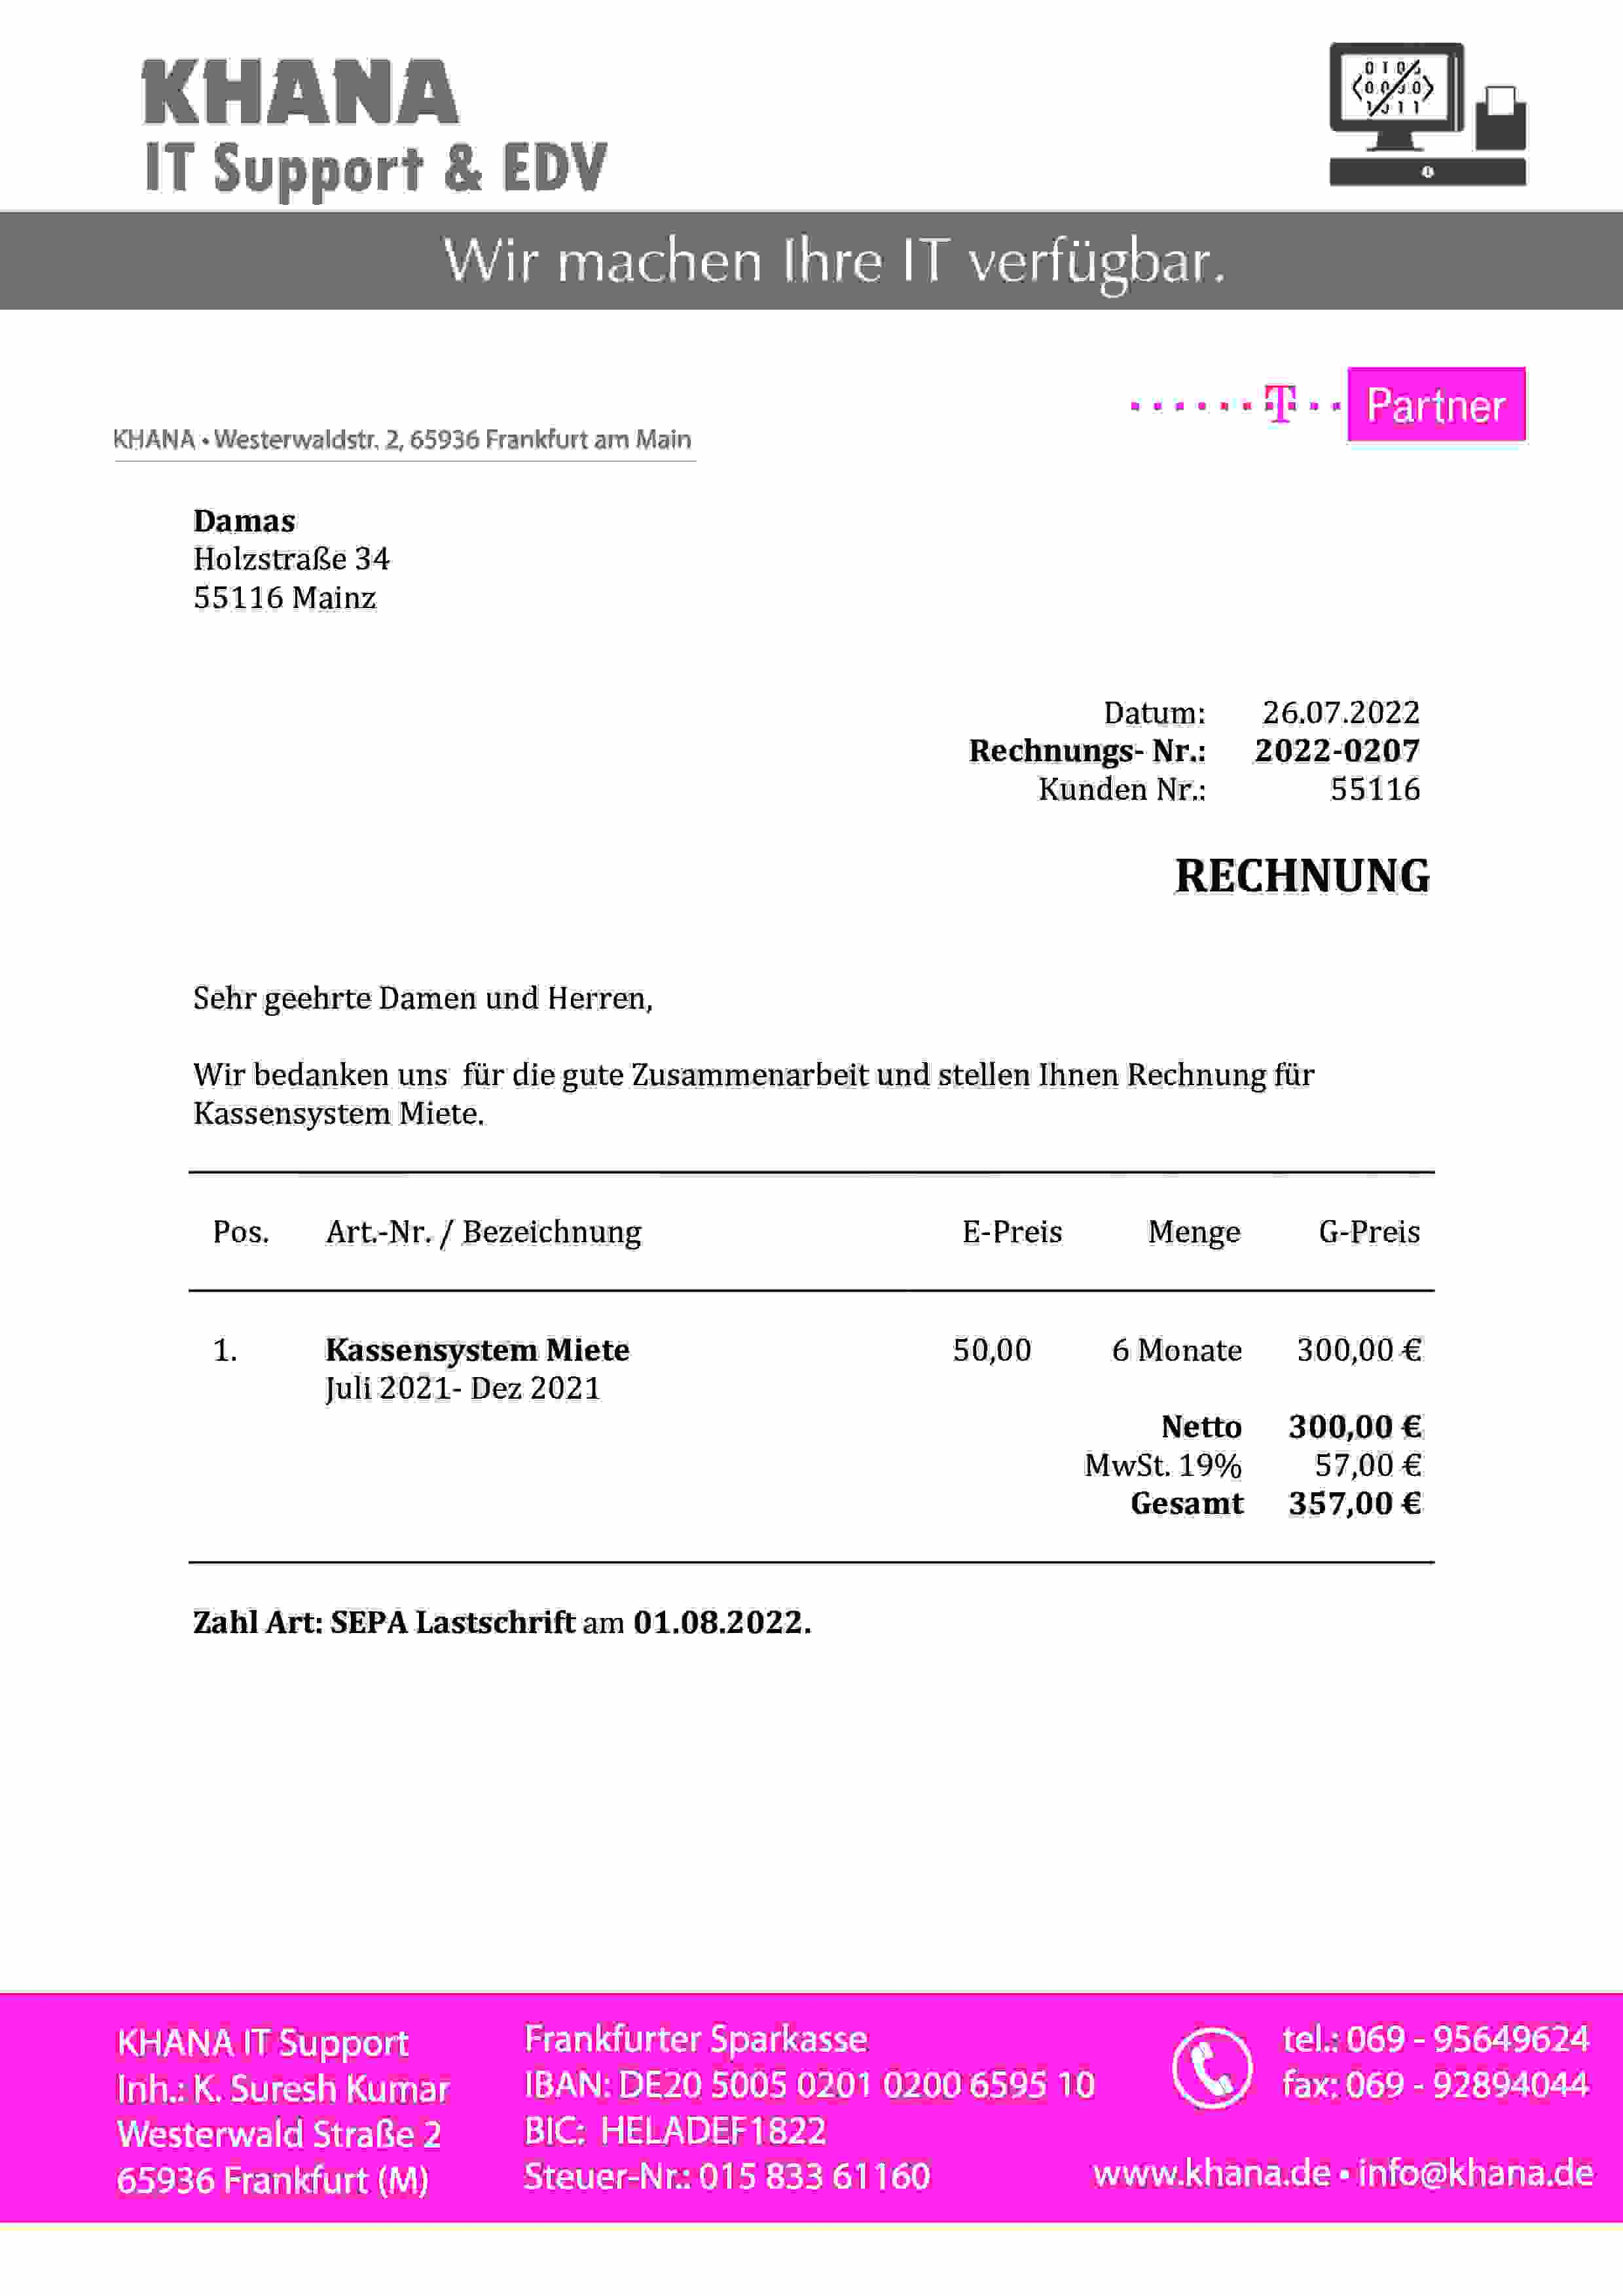 KHANA
IT Support & EDV
Wir machen Ihre IT verfügbar.
T Partner
KHANA • Westerwaldstr. 2, 65936 Frankfurt am Main
Damas
Holzstraße 34
55116 Mainz
Datum: 26.07.2022
Rechnungs- Nr.: 2022-0207
Kunden Nr.: 55116
RECHNUNG
Sehr geehrte Damen und Herren,
Wir bedanken uns für die gute Zusammenarbeit und stellen Ihnen Rechnung für
Kassensystem Miete.
Pos. Art.-Nr. / Bezeichnung E-Preis Menge G-Preis
1. Kassensystem Miete 50,00 6 Monate 300,00 €
Juli 2021- Dez 2021
Netto 300,00 €
MwSt. 19% 57,00 €
Gesamt 357,00 €
Zahl Art: SEPA Lastschrift am 01.08.2022.
KHANA IT Support
Inh.: K. Suresh Kumar
Westerwald Straße 2
65936 Frankfurt (M)
Frankfurter Sparkasse
IBAN: DE20 5005 0201 0200 6595 10
BIC: HELADEF1822
Steuer-Nr.: 015 833 61160
tel.: 069 - 95649624
fax: 069 - 92894044
www.khana.de • info@khana.de